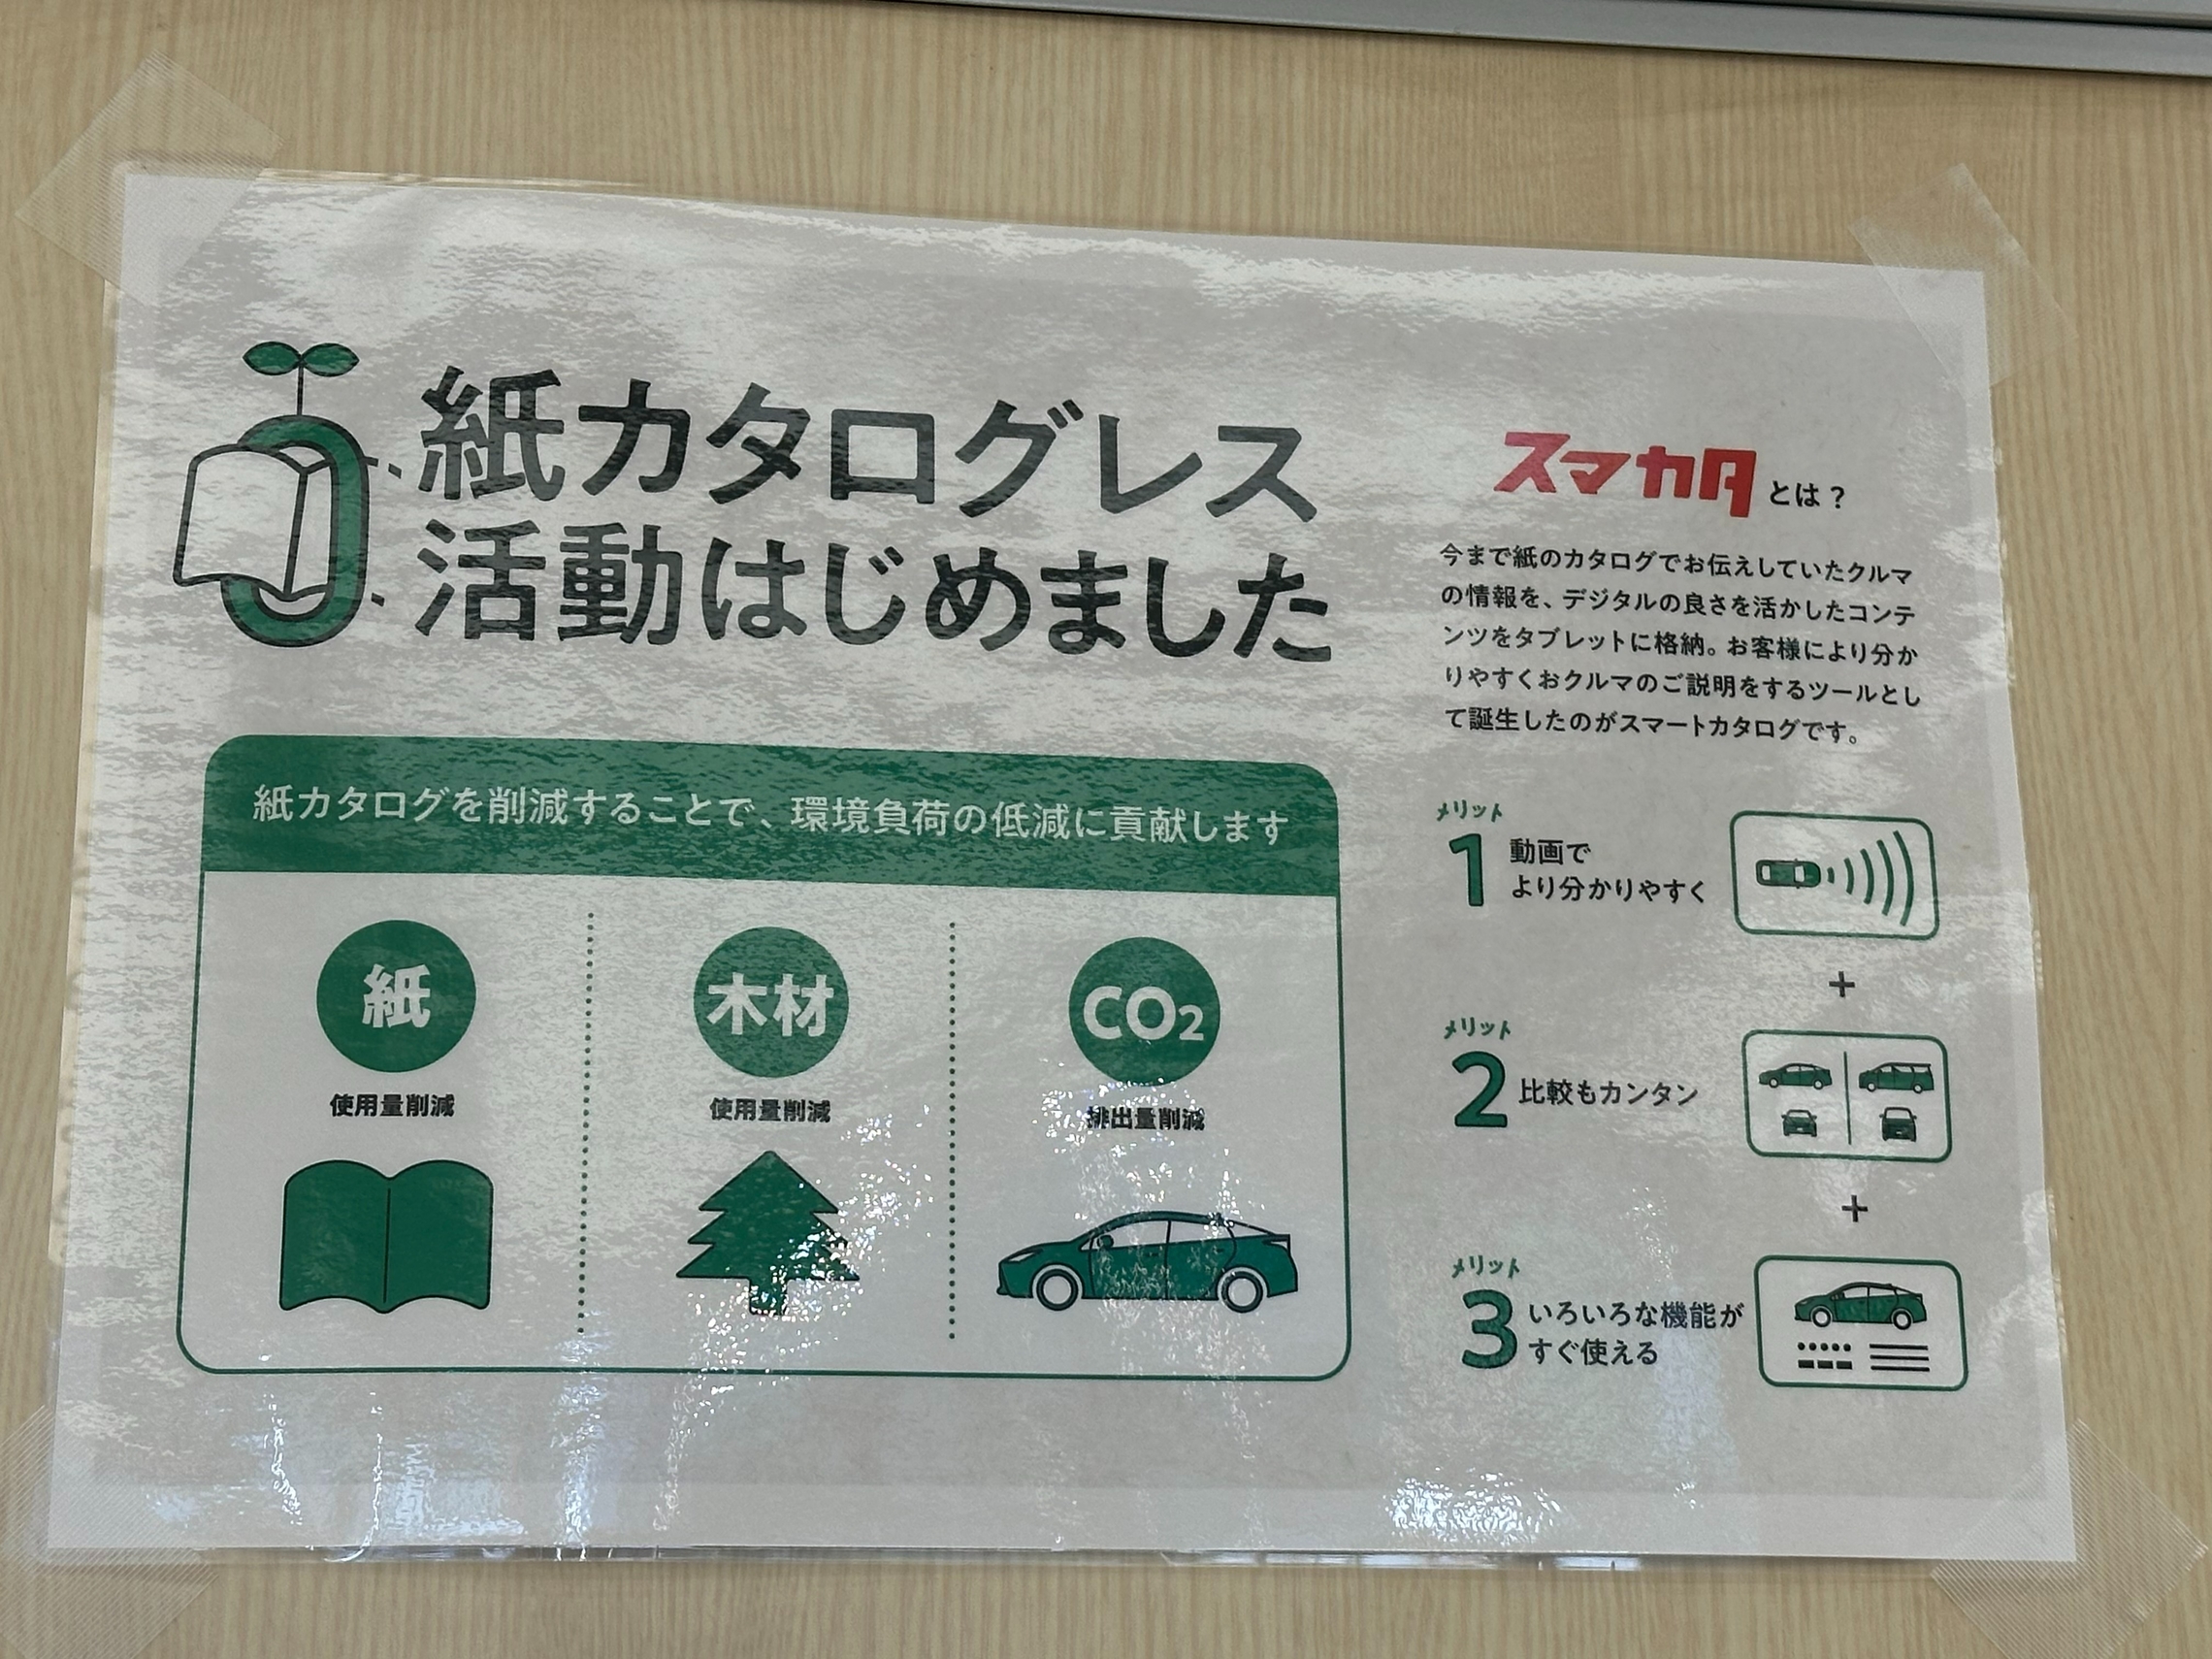 紙カタログレス
活動はじめました
紙カタログを削減することで、環境負荷の低減に貢献します
紙
使用量削減
木材
使用量削減
CO2
排出量削減
スマカタとは？
今まで紙のカタログでお伝えしていたクルマ
の情報を、デジタルの良さを活かしたコンテ
ンツをタブレットに格納。お客様により分か
りやすくおクルマのご説明をするツールとし
て誕生したのがスマートカタログです。
メリット
1 動画で
より分かりやすく
+
メリット
2 比較もカンタン
+
メリット
3 いろいろな機能が
すぐ使える